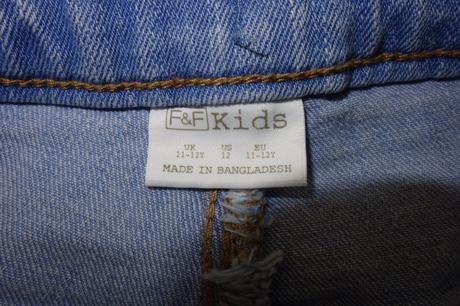 F&F Kids
UK US EU
11-12Y 12 11-12Y
MADE IN BANGLADESH